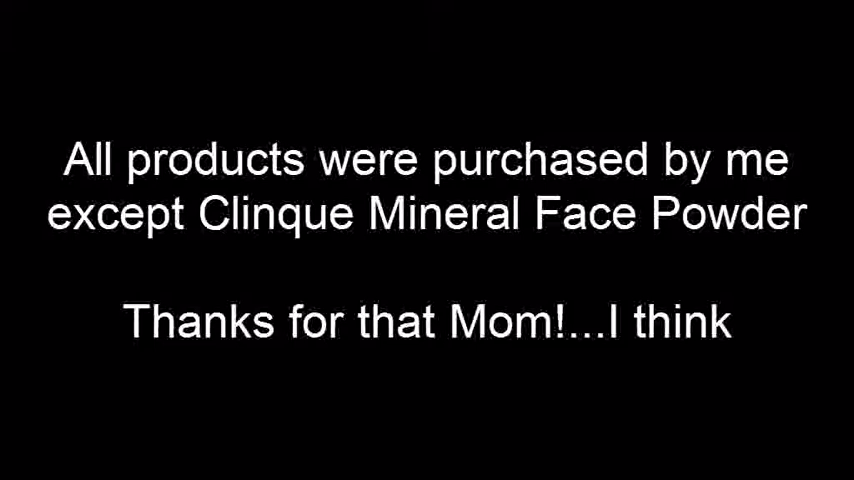 All products were purchased by me
except Clinque Mineral Face Powder
Thanks for that Mom!...I think